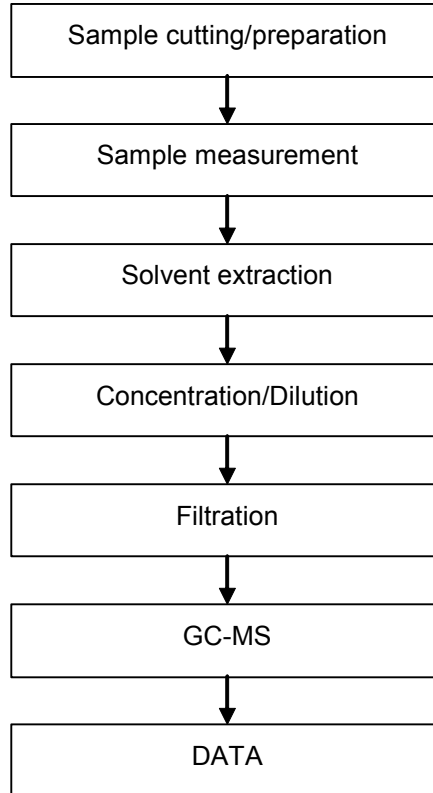 Sample cutting/preparation
Sample measurement
Solvent extraction
Concentration/Dilution
Filtration
GC-MS
DATA